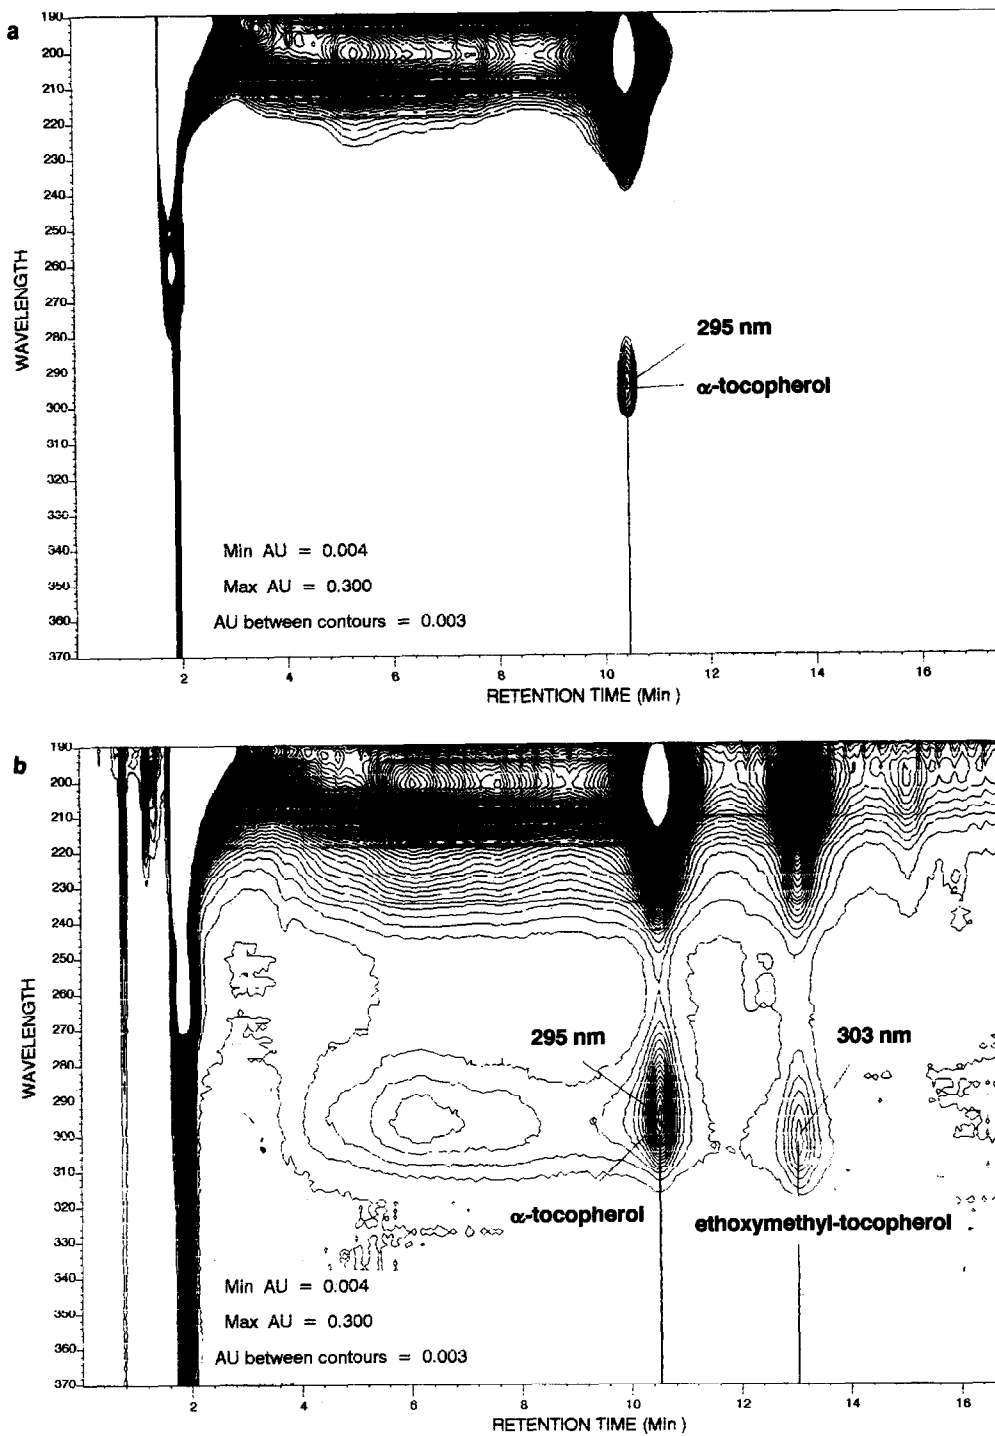 a
190
200
210
220
230
240
250
260
270
280
290
300
310
320
330
340
350
360
370
WAVELENGTH
295 nm
α-tocopherol
Min AU = 0.004
Max AU = 0.300
AU between contours = 0.003
2 4 6 8 10 12 14 16
RETENTION TIME (Min )
b
190
200
210
220
230
240
250
260
270
280
290
300
310
320
330
340
350
360
370
WAVELENGTH
295 nm
303 nm
α-tocopherol
ethoxymethyl-tocopherol
Min AU = 0.004
Max AU = 0.300
AU between contours = 0.003
2 4 6 8 10 12 14 16
RETENTION TIME (Min )